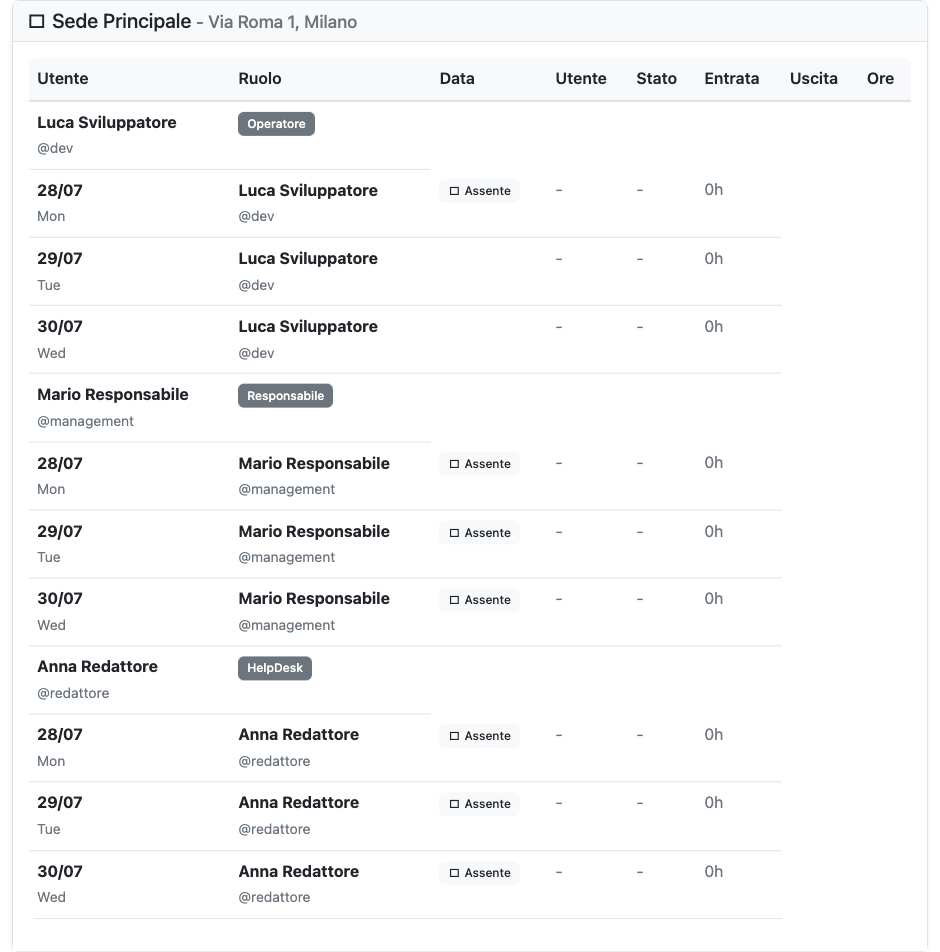 Sede Principale - Via Roma 1, Milano
Utente Ruolo Data Utente Stato Entrata Uscita Ore
Luca Sviluppatore Operatore
@dev
28/07 Luca Sviluppatore Assente - - 0h
Mon @dev
29/07 Luca Sviluppatore - - 0h
Tue @dev
30/07 Luca Sviluppatore - - 0h
Wed @dev
Mario Responsabile Responsabile
@management
28/07 Mario Responsabile Assente - - 0h
Mon @management
29/07 Mario Responsabile Assente - - 0h
Tue @management
30/07 Mario Responsabile Assente - - 0h
Wed @management
Anna Redattore HelpDesk
@redattore
28/07 Anna Redattore Assente - - 0h
Mon @redattore
29/07 Anna Redattore Assente - - 0h
Tue @redattore
30/07 Anna Redattore Assente - - 0h
Wed @redattore